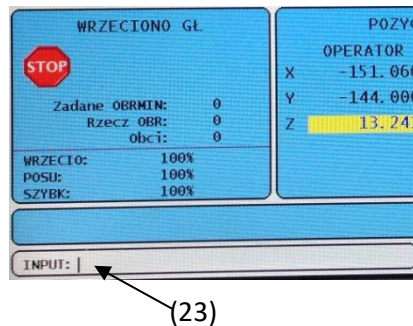 WRZECIONO GŁ
STOP
Zadane OBRMIN: 0
Rzecz OBR: 0
Obci: 0
WRZECIO: 100%
POSU: 100%
SZYBK: 100%
OPERATOR
X -151.060
Y -144.000
Z 13.24
INPUT:
(23)